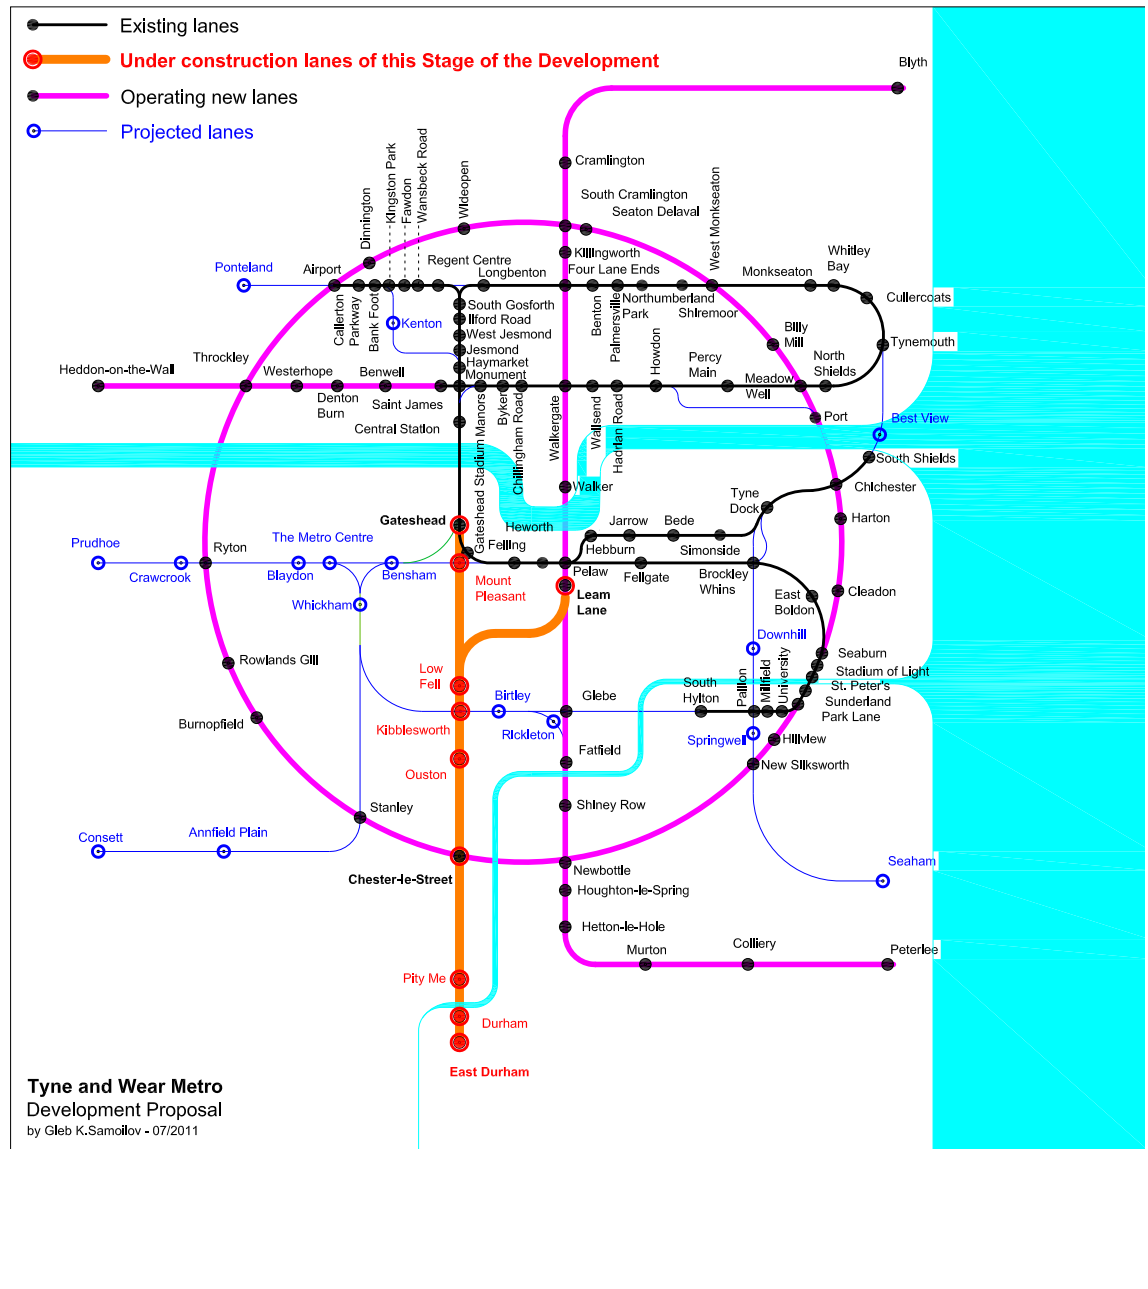 Existing lanes
Under construction lanes of this Stage of the Development
Operating new lanes
Projected lanes
Blyth
Cramlington
South Cramlington
Seaton Delaval
Kingston Park
Fawdon
Wansbeck Road
Wideopen
Dinnington
West Monkseaton
Killingworth
Ponteland
Airport
Regent Centre
Longbenton
Four Lane Ends
Monkseaton
Whitley
Bay
Cullercoats
Callerton
Parkway
Bank Foot
Kenton
South Gosforth
Ilford Road
West Jesmond
Jesmond
Haymarket
Monument
Benton
Palmersville
Northumberland
Park
Shiremoor
Billy
Mill
Tynemouth
Heddon-on-the-Wall
Throckley
Westerhope
Denton
Burn
Benwell
Saint James
Central Station
Howdon
Percy
Main
Meadow
Well
North
Shields
Port
Best View
Gateshead Stadium
Manors
Byker
Chillingham Road
Walkergate
Wallsend
Hadrian Road
South Shields
Chichester
Walker
Tyne
Dock
Harton
Gateshead
Heworth
Felling
Jarrow
Bede
Hebburn
Simonside
Prudhoe
Crawcrook
Ryton
The Metro Centre
Blaydon
Bensham
Whickham
Mount
Pleasant
Pelaw
Leam
Lane
Fellgate
Brockley
Whins
East
Boldon
Cleadon
Downhill
Seaburn
Stadium of Light
St. Peter's
Sunderland
Park Lane
Rowlands Gill
Burnopfield
Low
Fell
Birtley
Kibblesworth
Rickleton
Glebe
South
Hylton
Pallion
Millfield
University
Springwell
Hillview
New Silksworth
Ouston
Fatfield
Shiney Row
Stanley
Consett
Annfield Plain
Chester-le-Street
Newbottle
Houghton-le-Spring
Hetton-le-Hole
Seaham
Murton
Colliery
Peterlee
Pity Me
Durham
East Durham
Tyne and Wear Metro
Development Proposal
by Gleb K.Samoilov - 07/2011